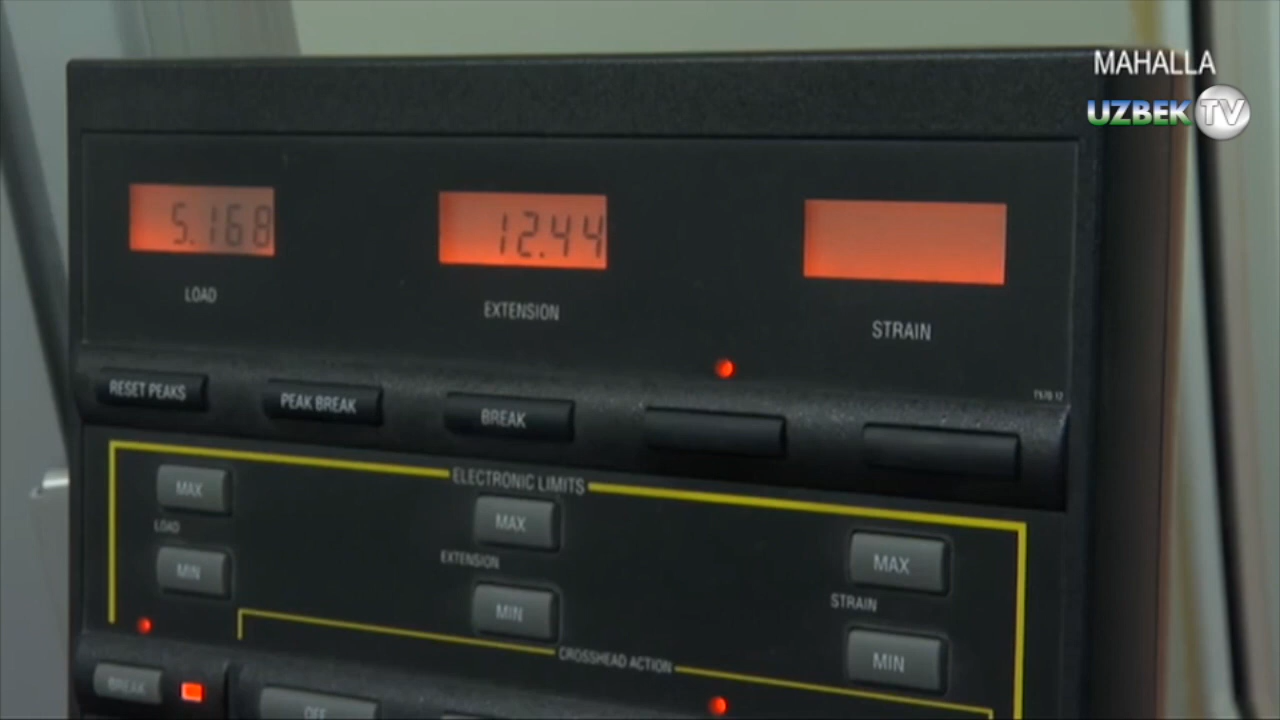 MAHALLA
UZBEK TV
5.168
12.44
LOAD
EXTENSION
STRAIN
RESET PEAKS
PEAK BREAK
BREAK
ELECTRONIC LIMITS
MAX
LOAD
MIN
MAX
EXTENSION
MIN
MAX
STRAIN
MIN
CROSSHEAD ACTION
BREAK
OFF